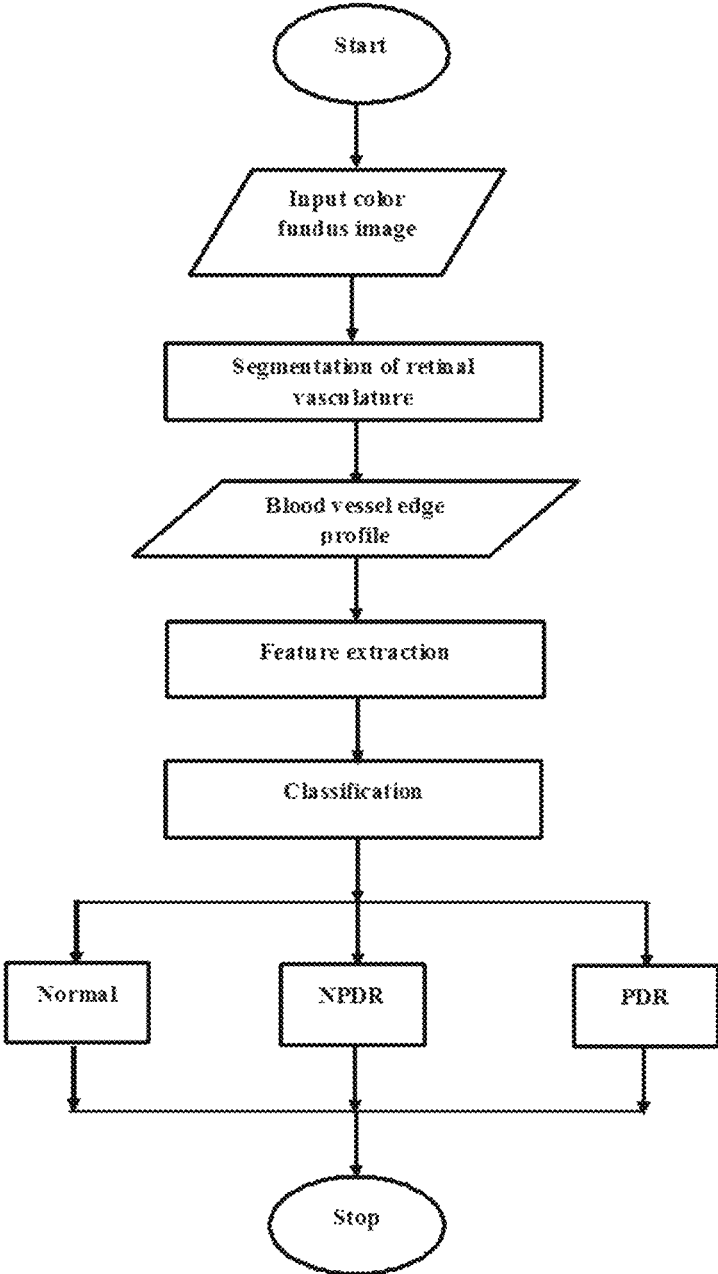 Start
Input color
fundus image
Segmentation of retinal
vasculature
Blood vessel edge
profile
Feature extraction
Classification
Normal
NPDR
PDR
Stop